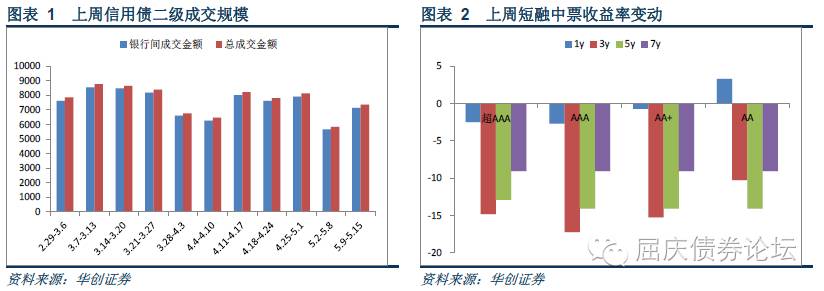 图表 1 上周信用债二级成交规模
银行间成交金额 总成交金额
10000
9000
8000
7000
6000
5000
4000
3000
2000
1000
0
2.29-3.6 3.7-3.13 3.14-3.20 3.21-3.27 3.28-4.3 4.4-4.10 4.11-4.17 4.18-4.24 4.25-5.1 5.2-5.8 5.9-5.15
资料来源：华创证券
图表 2 上周短融中票收益率变动
1y 3y 5y 7y
5
0
-5
-10
-15
-20
超AAA AAA AA+ AA
屈庆债券论坛
资料来源：华创证券